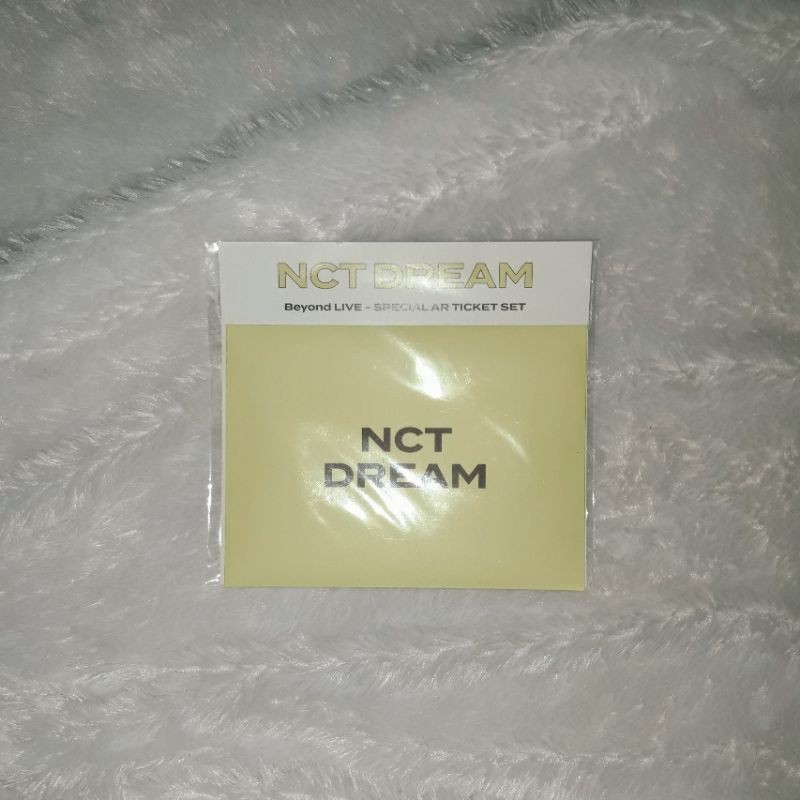 NCT DREAM
Beyond LIVE - SPECIAL AR TICKET SET
NCT
DREAM